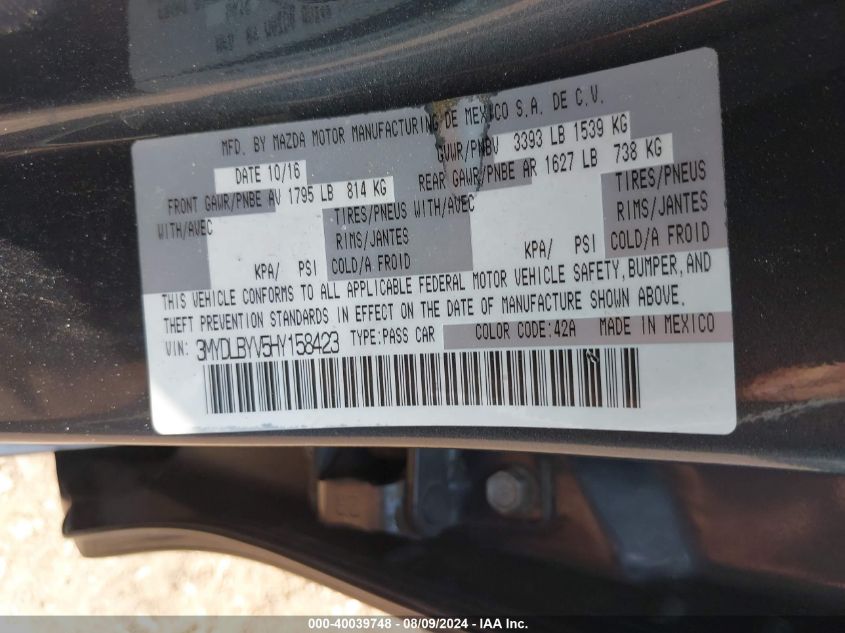 MFD. BY MAZDA MOTOR MANUFACTURING DE MEXICO S.A. DE C.V.
DATE 10/16 GVWR/PNBV 3393 LB 1539 KG
FRONT GAWR/PNBE AV 1795 LB 814 KG REAR GAWR/PNBE AR 1627 LB 738 KG
WITH/AVEC TIRES/PNEUS WITH/AVEC TIRES/PNEUS
RIMS/JANTES RIMS/JANTES
KPA/ PSI COLD/A FROID KPA/ PSI COLD/A FROID
THIS VEHICLE CONFORMS TO ALL APPLICABLE FEDERAL MOTOR VEHICLE SAFETY, BUMPER, AND
THEFT PREVENTION STANDARDS IN EFFECT ON THE DATE OF MANUFACTURE SHOWN ABOVE.
VIN: 3MYDLBYV5HY158423 TYPE:PASS CAR COLOR CODE:42A MADE IN MEXICO
000-40039748 - 08/09/2024 - IAA Inc.